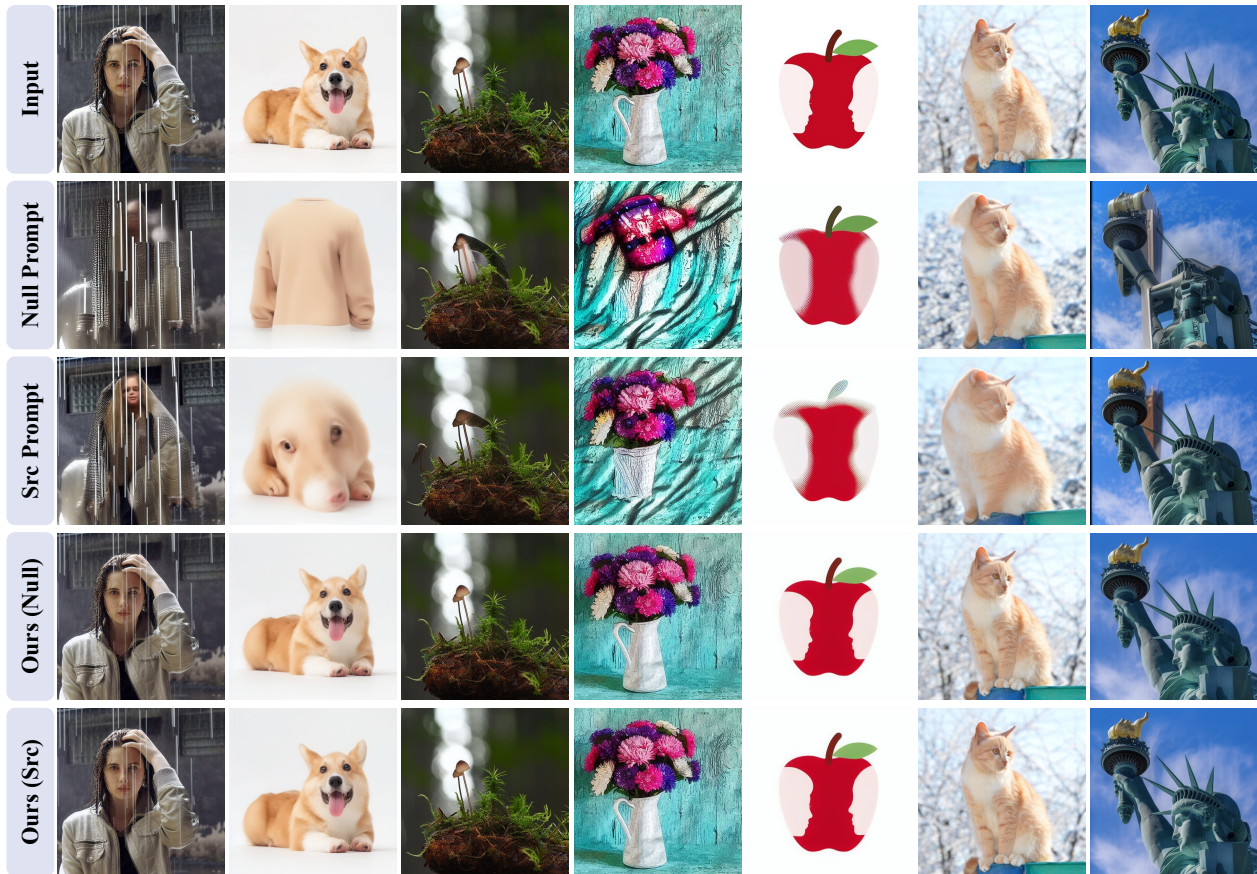 Input
Null Prompt
Src Prompt
Ours (Null)
Ours (Src)